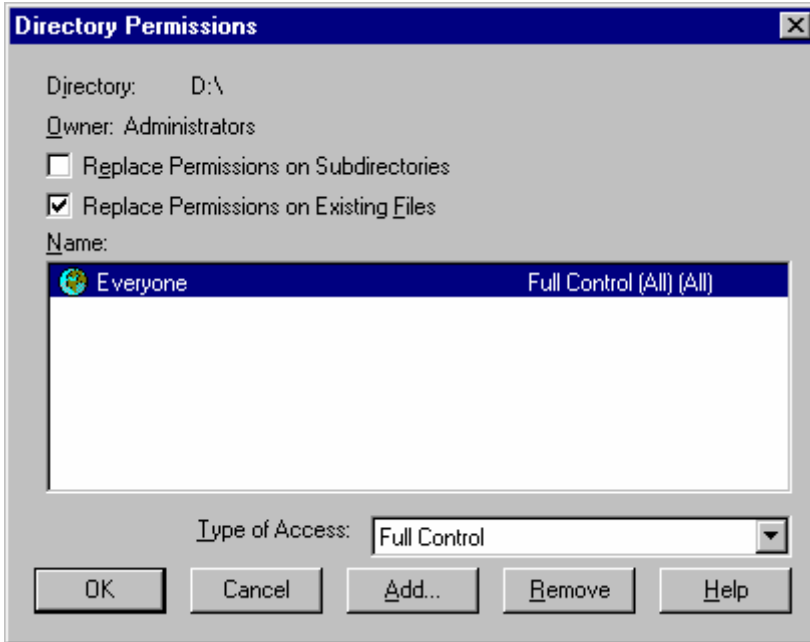 Directory Permissions
Directory: D:\
Owner: Administrators
Replace Permissions on Subdirectories
Replace Permissions on Existing Files
Name:
Everyone Full Control (All) (All)
Type of Access: Full Control
OK Cancel Add... Remove Help